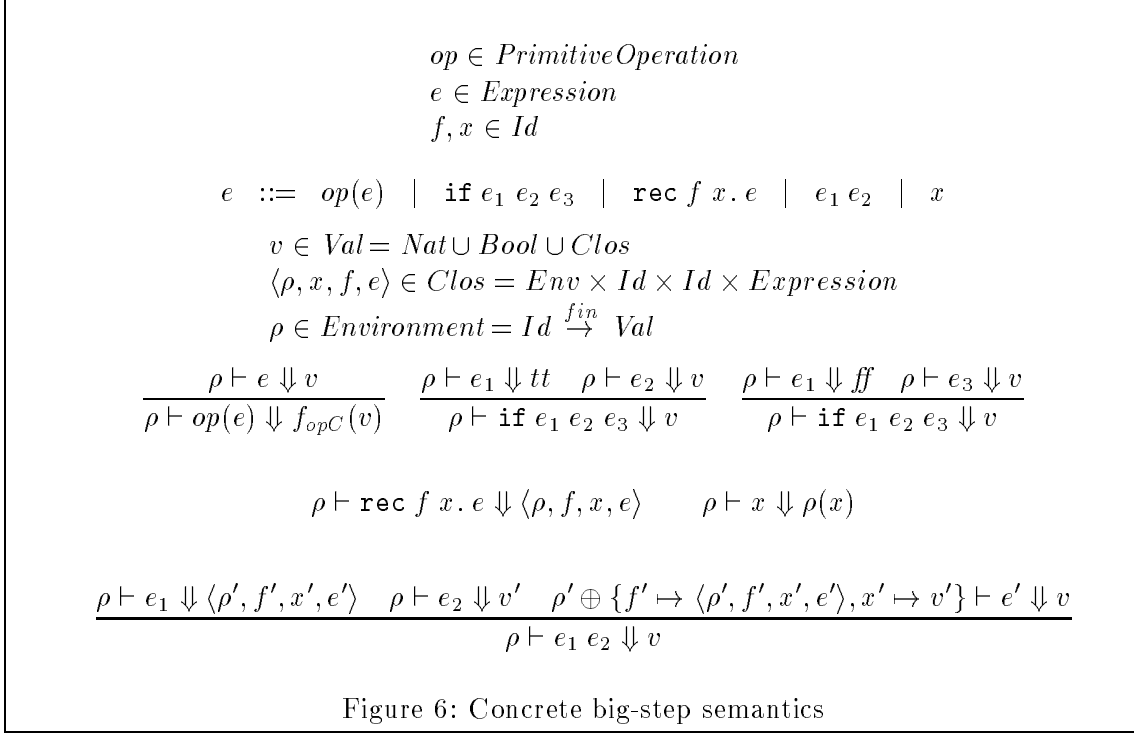 op ∈ PrimitiveOperation
e ∈ Expression
f, x ∈ Id
e ::= op(e) | if e₁ e₂ e₃ | rec f x. e | e₁ e₂ | x
v ∈ Val = Nat ∪ Bool ∪ Clos
⟨ρ, x, f, e⟩ ∈ Clos = Env × Id × Id × Expression
ρ ∈ Environment = Id →^{fin} Val
ρ ⊢ e ⇓ v    ρ ⊢ e₁ ⇓ tt  ρ ⊢ e₂ ⇓ v    ρ ⊢ e₁ ⇓ ff  ρ ⊢ e₃ ⇓ v
ρ ⊢ op(e) ⇓ f_{opC}(v)    ρ ⊢ if e₁ e₂ e₃ ⇓ v    ρ ⊢ if e₁ e₂ e₃ ⇓ v
ρ ⊢ rec f x. e ⇓ ⟨ρ, f, x, e⟩    ρ ⊢ x ⇓ ρ(x)
ρ ⊢ e₁ ⇓ ⟨ρ′, f′, x′, e′⟩  ρ ⊢ e₂ ⇓ v′  ρ′ ⊕ {f′ ↦ ⟨ρ′, f′, x′, e′⟩, x′ ↦ v′} ⊢ e′ ⇓ v
ρ ⊢ e₁ e₂ ⇓ v
Figure 6: Concrete big-step semantics